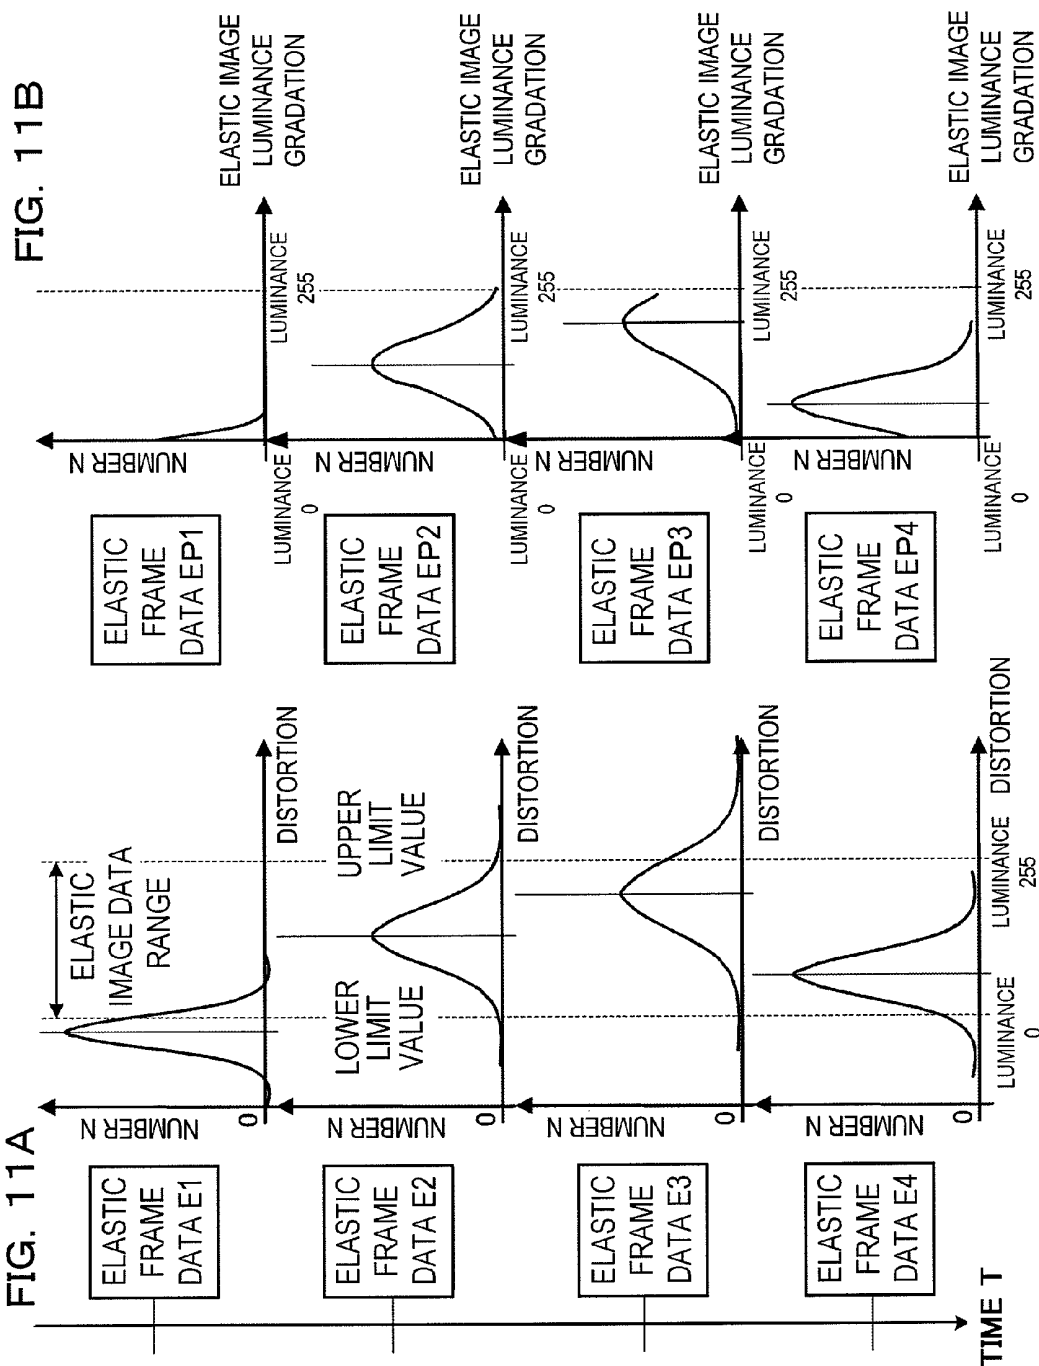 FIG. 11A
ELASTIC
FRAME
DATA E1
NUMBER N
0
DISTORTION
ELASTIC
IMAGE DATA
RANGE
ELASTIC
FRAME
DATA E2
NUMBER N
0
DISTORTION
LOWER
LIMIT
VALUE
UPPER
LIMIT
VALUE
ELASTIC
FRAME
DATA E3
NUMBER N
0
DISTORTION
ELASTIC
FRAME
DATA E4
NUMBER N
0
LUMINANCE
0
LUMINANCE
255
DISTORTION
TIME T
FIG. 11B
ELASTIC
FRAME
DATA EP1
NUMBER N
LUMINANCE
0
LUMINANCE
255
ELASTIC IMAGE
LUMINANCE
GRADATION
ELASTIC
FRAME
DATA EP2
NUMBER N
LUMINANCE
0
LUMINANCE
255
ELASTIC IMAGE
LUMINANCE
GRADATION
ELASTIC
FRAME
DATA EP3
NUMBER N
LUMINANCE
0
LUMINANCE
255
ELASTIC IMAGE
LUMINANCE
GRADATION
ELASTIC
FRAME
DATA EP4
NUMBER N
LUMINANCE
0
LUMINANCE
255
ELASTIC IMAGE
LUMINANCE
GRADATION